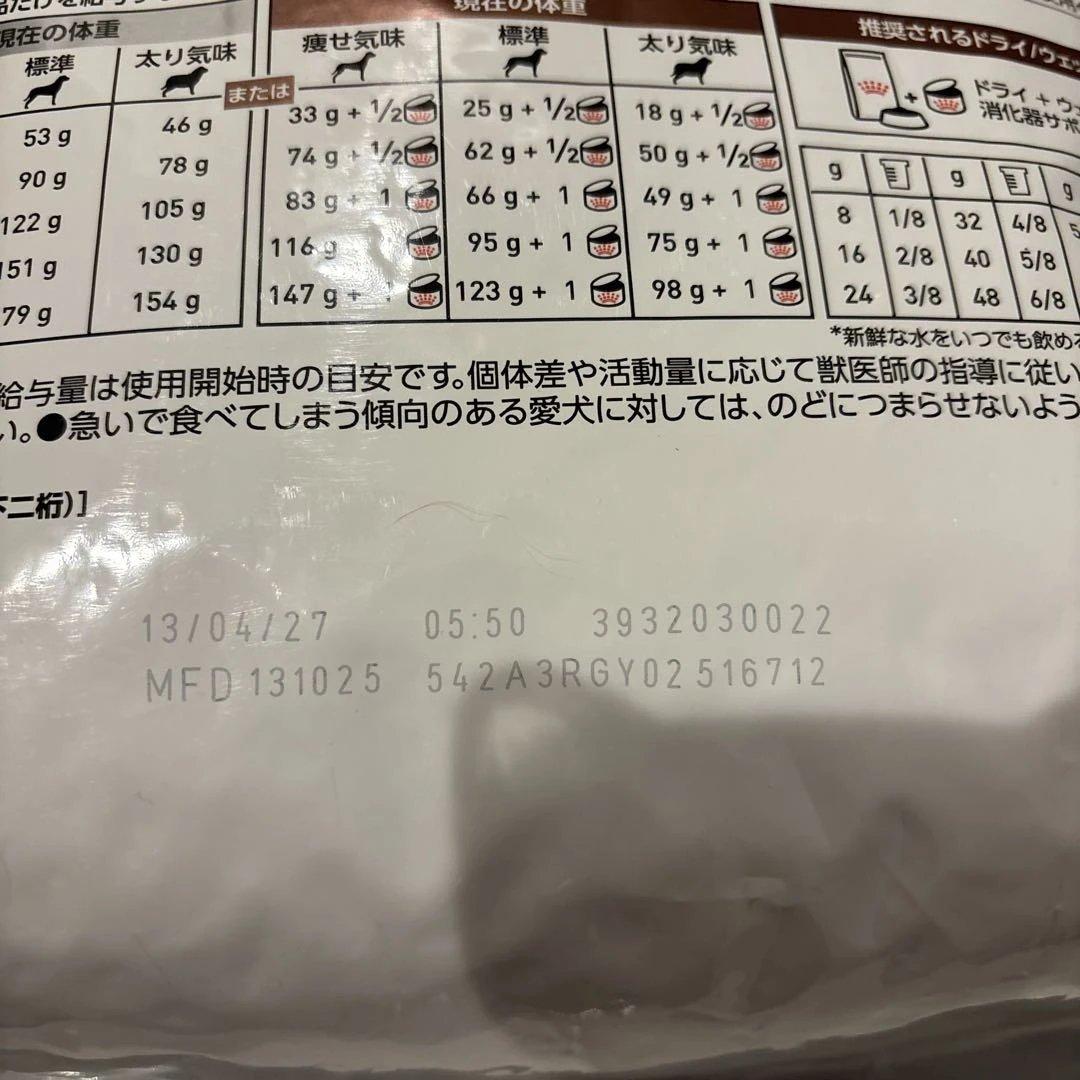 現在の体重
現在の体重
標準 太り気味
または
痩せ気味 標準 太り気味
53 g 46 g 33 g + 1/2 25 g + 1/2 18 g + 1/2
90 g 78 g 74 g + 1/2 62 g + 1/2 50 g + 1/2
122 g 105 g 83 g + 1 66 g + 1 49 g + 1
151 g 130 g 116 g 95 g + 1 75 g + 1
79 g 154 g 147 g + 1 123 g + 1 98 g + 1
推奨されるドライ/ウェッ
ドライ + ウェ
消化器サポ
g g g
8 1/8 32 4/8 5
16 2/8 40 5/8
24 3/8 48 6/8
*新鮮な水をいつでも飲める
給与量は使用開始時の目安です。個体差や活動量に応じて獣医師の指導に従い
い。●急いで食べてしまう傾向のある愛犬に対しては、のどにつまらせないよう
下二桁)]
13/04/27 05:50 3932030022
MFD 131025 542A3RGY02 516712